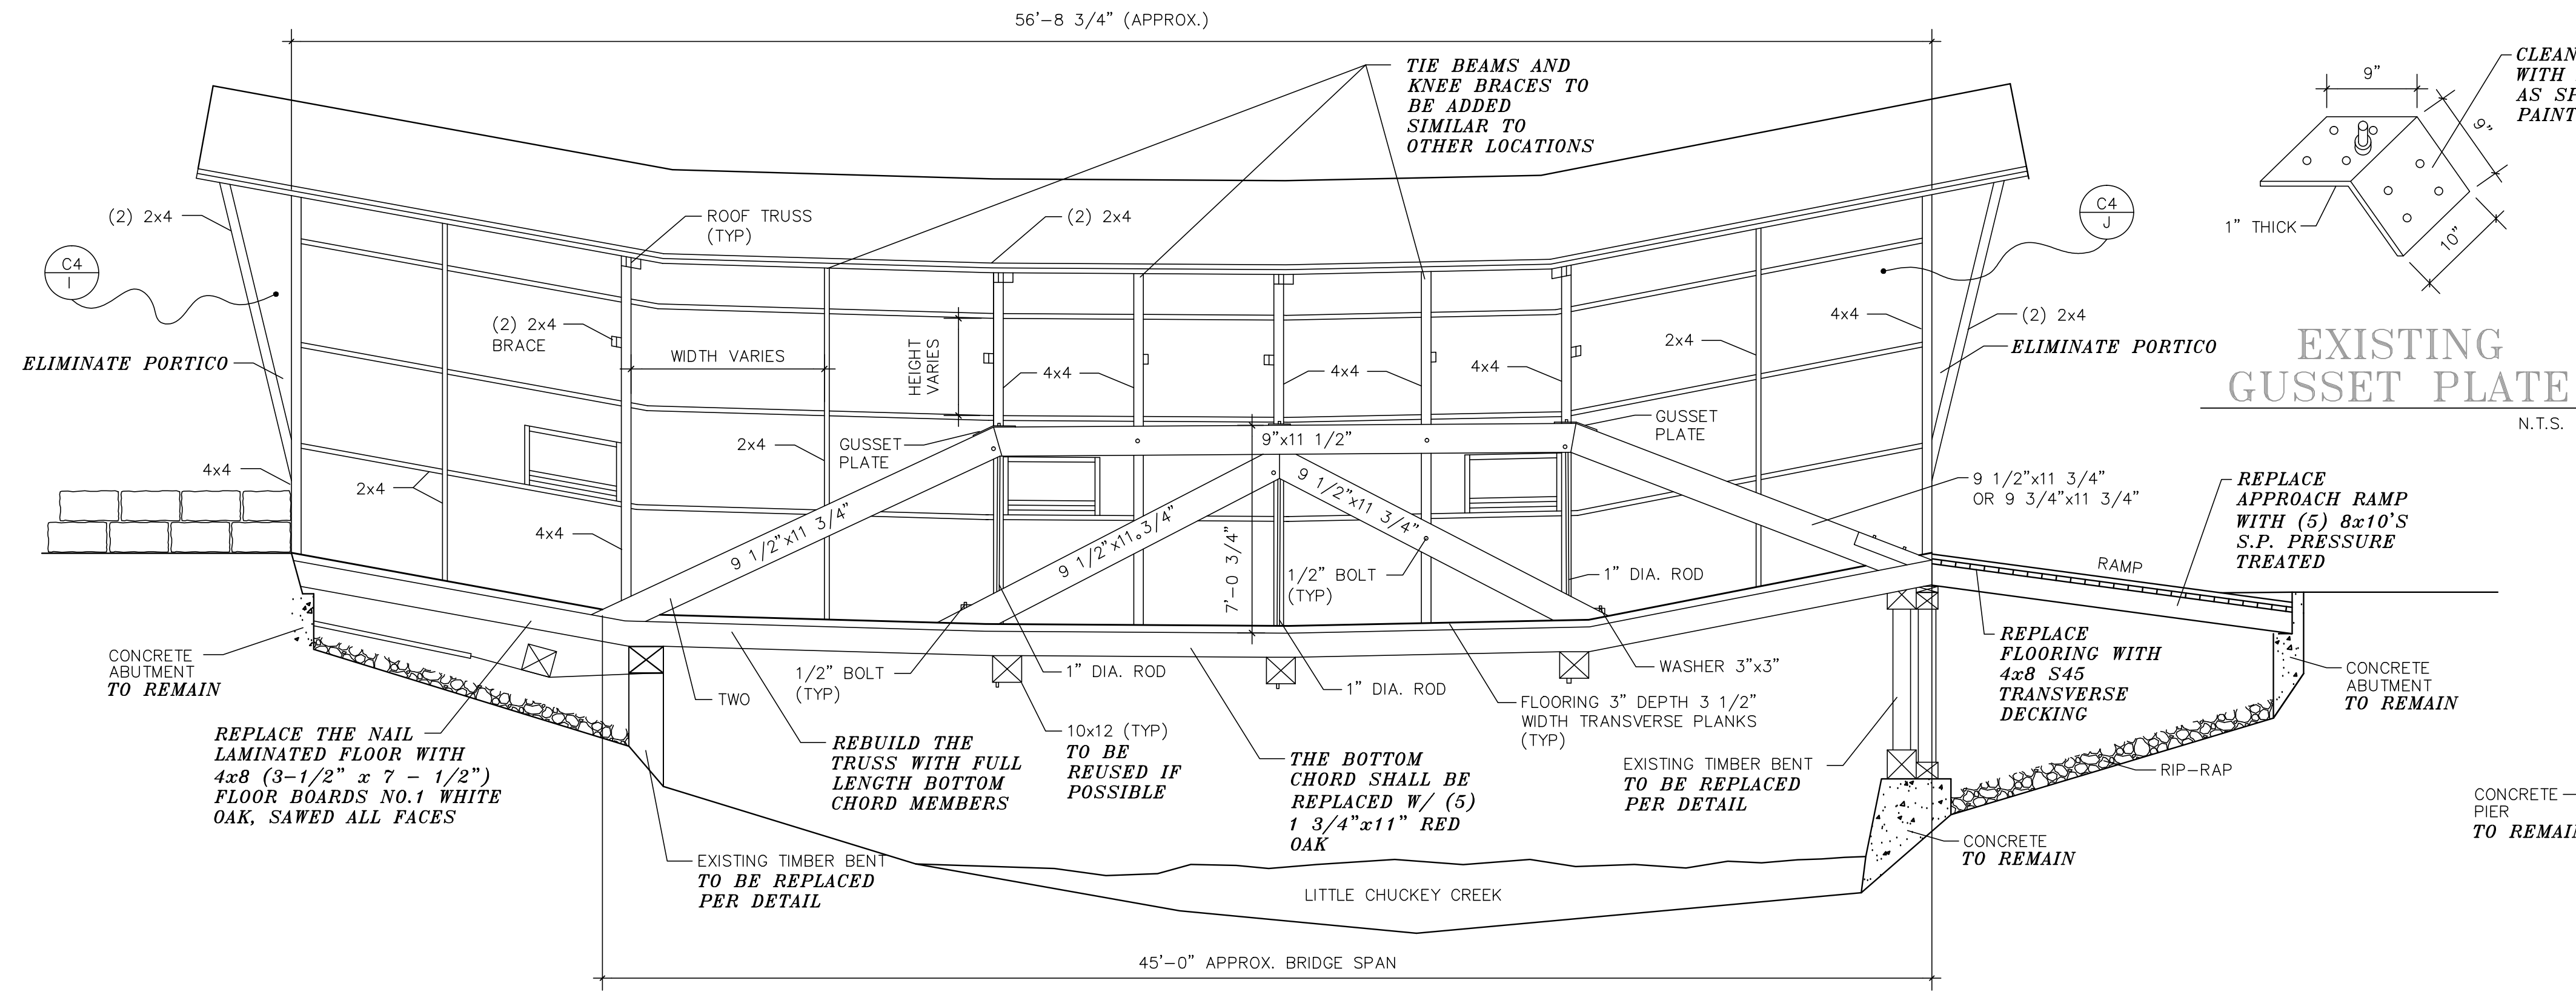 56'-8 3/4" (APPROX.)
TIE BEAMS AND
KNEE BRACES TO
BE ADDED
SIMILAR TO
OTHER LOCATIONS
9"
9"
10"
1" THICK
CLEAN
WITH
PAINT
EXISTING
GUSSET PLATE
N.T.S.
(2) 2x4
C4
I
ELIMINATE PORTICO
4x4
ROOF TRUSS
(TYP)
(2) 2x4
(2) 2x4
BRACE
WIDTH VARIES
HEIGHT
VARIES
4x4
4x4
4x4
2x4
4x4
C4
J
(2) 2x4
ELIMINATE PORTICO
2x4
4x4
2x4
GUSSET
PLATE
9"x11 1/2"
GUSSET
PLATE
9 1/2"x11 3/4"
9 1/2"x11 3/4"
9 1/2"x11 3/4"
7'-0 3/4"
1/2" BOLT
(TYP)
1" DIA. ROD
9 1/2"x11 3/4"
OR 9 3/4"x11 3/4"
REPLACE
APPROACH RAMP
WITH (5) 8x10'S
S.P. PRESSURE
TREATED
RAMP
CONCRETE
ABUTMENT
TO REMAIN
REPLACE THE NAIL
LAMINATED FLOOR WITH
4x8 (3-1/2" x 7 - 1/2")
FLOOR BOARDS NO.1 WHITE
OAK, SAWED ALL FACES
TWO
1/2" BOLT
(TYP)
REBUILD THE
TRUSS WITH FULL
LENGTH BOTTOM
CHORD MEMBERS
1" DIA. ROD
10x12 (TYP)
TO BE
REUSED IF
POSSIBLE
1" DIA. ROD
THE BOTTOM
CHORD SHALL BE
REPLACED W/ (5)
1 3/4"x11" RED
OAK
WASHER 3"x3"
FLOORING 3" DEPTH 3 1/2"
WIDTH TRANSVERSE PLANKS
(TYP)
EXISTING TIMBER BENT
TO BE REPLACED
PER DETAIL
REPLACE
FLOORING WITH
4x8 S45
TRANSVERSE
DECKING
CONCRETE
ABUTMENT
TO REMAIN
RIP-RAP
CONCRETE
TO REMAIN
CONCRETE
PIER
TO REMAIN
EXISTING TIMBER BENT
TO BE REPLACED
PER DETAIL
LITTLE CHUCKEY CREEK
45'-0" APPROX. BRIDGE SPAN